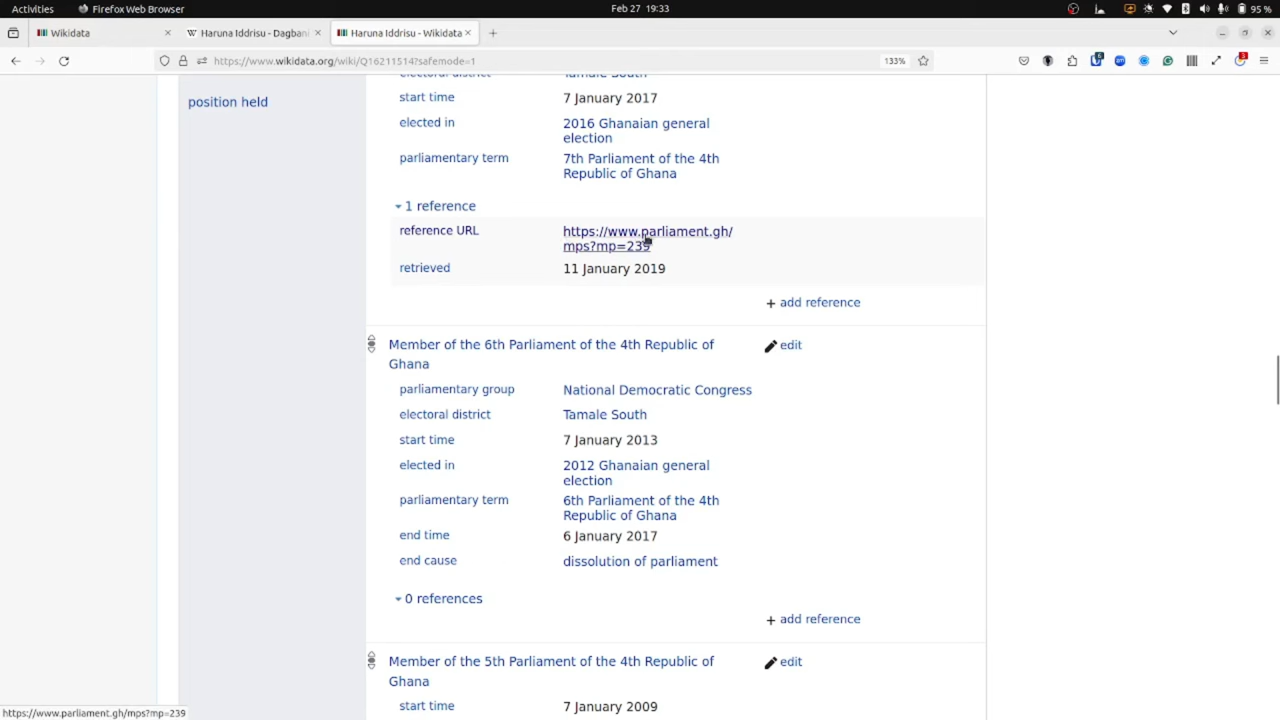 Activities
Firefox Web Browser
Feb 27 19:33
95 %
Wikidata
Haruna Iddrisu - Dagbani
Haruna Iddrisu - Wikidata
https://www.wikidata.org/wiki/Q16211514?safemode=1
133%
position held
Tamale South
start time
7 January 2017
elected in
2016 Ghanaian general
election
parliamentary term
7th Parliament of the 4th
Republic of Ghana
1 reference
reference URL
https://www.parliament.gh/
mps?mp=239
retrieved
11 January 2019
+ add reference
Member of the 6th Parliament of the 4th Republic of
Ghana
edit
parliamentary group
National Democratic Congress
electoral district
Tamale South
start time
7 January 2013
elected in
2012 Ghanaian general
election
parliamentary term
6th Parliament of the 4th
Republic of Ghana
end time
6 January 2017
end cause
dissolution of parliament
0 references
+ add reference
Member of the 5th Parliament of the 4th Republic of
Ghana
edit
start time
7 January 2009
https://www.parliament.gh/mps?mp=239